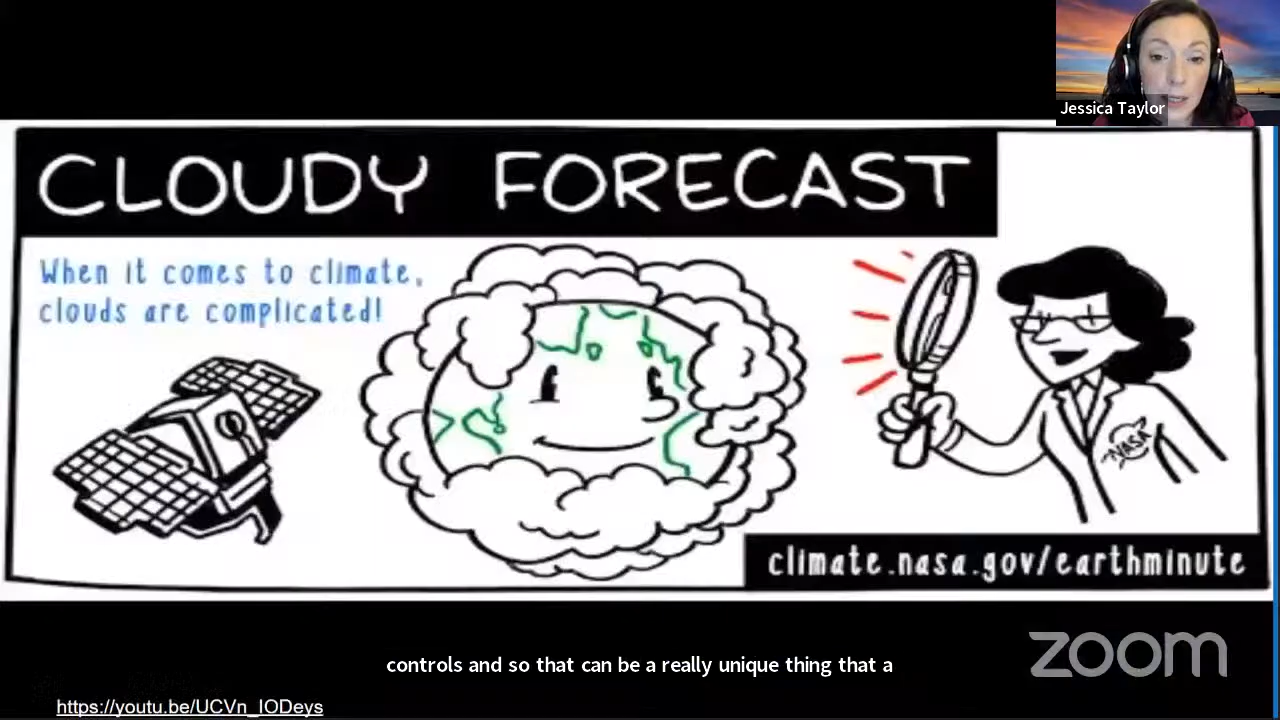 Jessica Taylor
CLOUDY FORECAST
When it comes to climate,
clouds are complicated!
NASA
climate.nasa.gov/earthminute
controls and so that can be a really unique thing that a
zoom
https://youtu.be/UCVn_IODeys